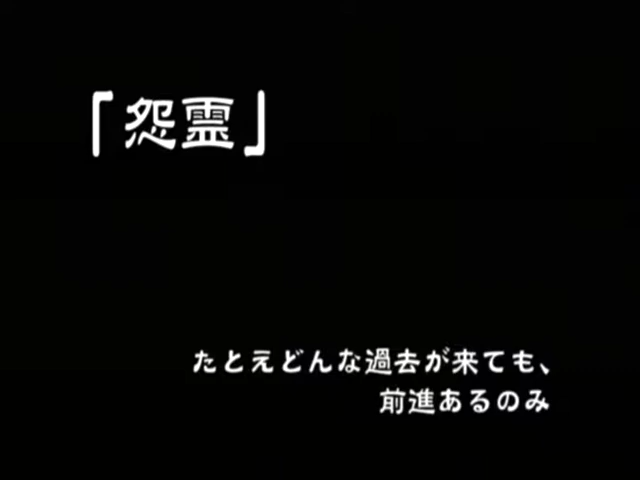 「怨霊」
たとえどんな過去が来ても、
前進あるのみ